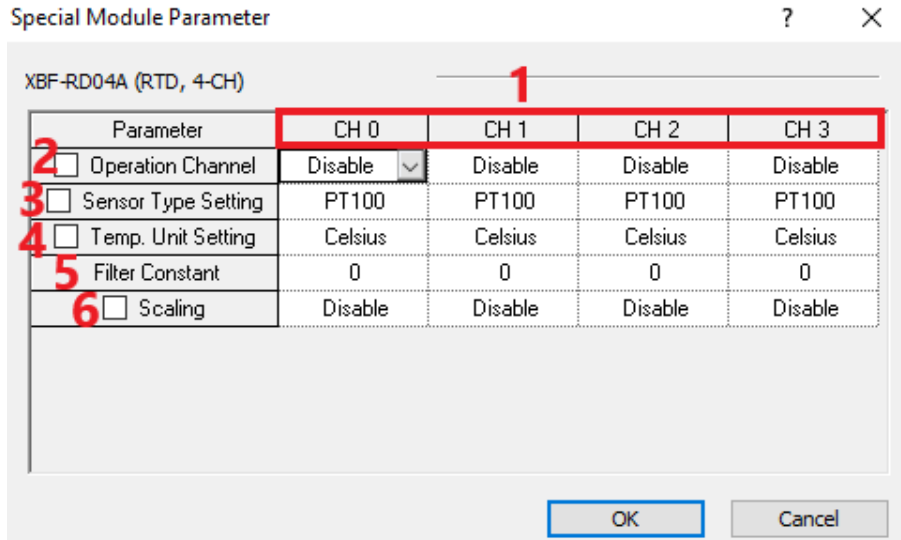 Special Module Parameter ? X
XBF-RD04A (RTD, 4-CH)
1
Parameter CH 0 CH 1 CH 2 CH 3
2 Operation Channel Disable Disable Disable Disable
3 Sensor Type Setting PT100 PT100 PT100 PT100
4 Temp. Unit Setting Celsius Celsius Celsius Celsius
5 Filter Constant 0 0 0 0
6 Scaling Disable Disable Disable Disable
OK Cancel